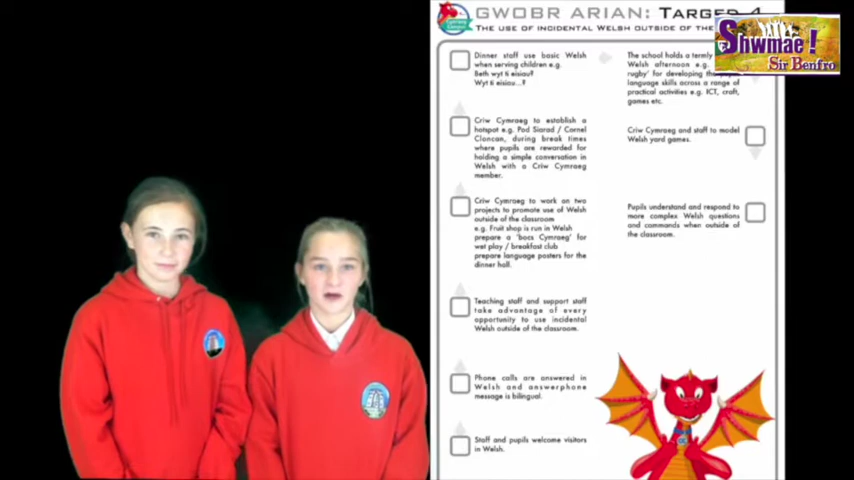 GWOBR ARIAN: TARGED 4
THE USE OF INCIDENTAL WELSH OUTSIDE OF THE
Shwmae !
Sir Benfro
Dinner staff use basic Welsh
when serving children e.g.
Beth wyt ti eisiau?
Wyt ti eisiau...?
Criw Cymraeg to establish a
hotspot e.g. Pod Siarad / Cornel
Cloncan, during break times
where pupils are rewarded for
holding a simple conversation in
Welsh with a Criw Cymraeg
member.
Criw Cymraeg to work on two
projects to promote use of Welsh
outside of the classroom
e.g. Fruit shop is run in Welsh
prepare a 'bocs Cymraeg' for
wet play / breakfast club
prepare language posters for the
dinner hall.
Teaching staff and support staff
take advantage of every
opportunity to use incidental
Welsh outside of the classroom.
Phone calls are answered in
Welsh and answerphone
message is bilingual.
Staff and pupils welcome visitors
in Welsh.
The school holds a termly
Welsh afternoon e.g.
rugby' for developing the
language skills across a range of
practical activities e.g. ICT, craft,
games etc.
Criw Cymraeg and staff to model
Welsh yard games.
Pupils understand and respond to
more complex Welsh questions
and commands when outside of
the classroom.